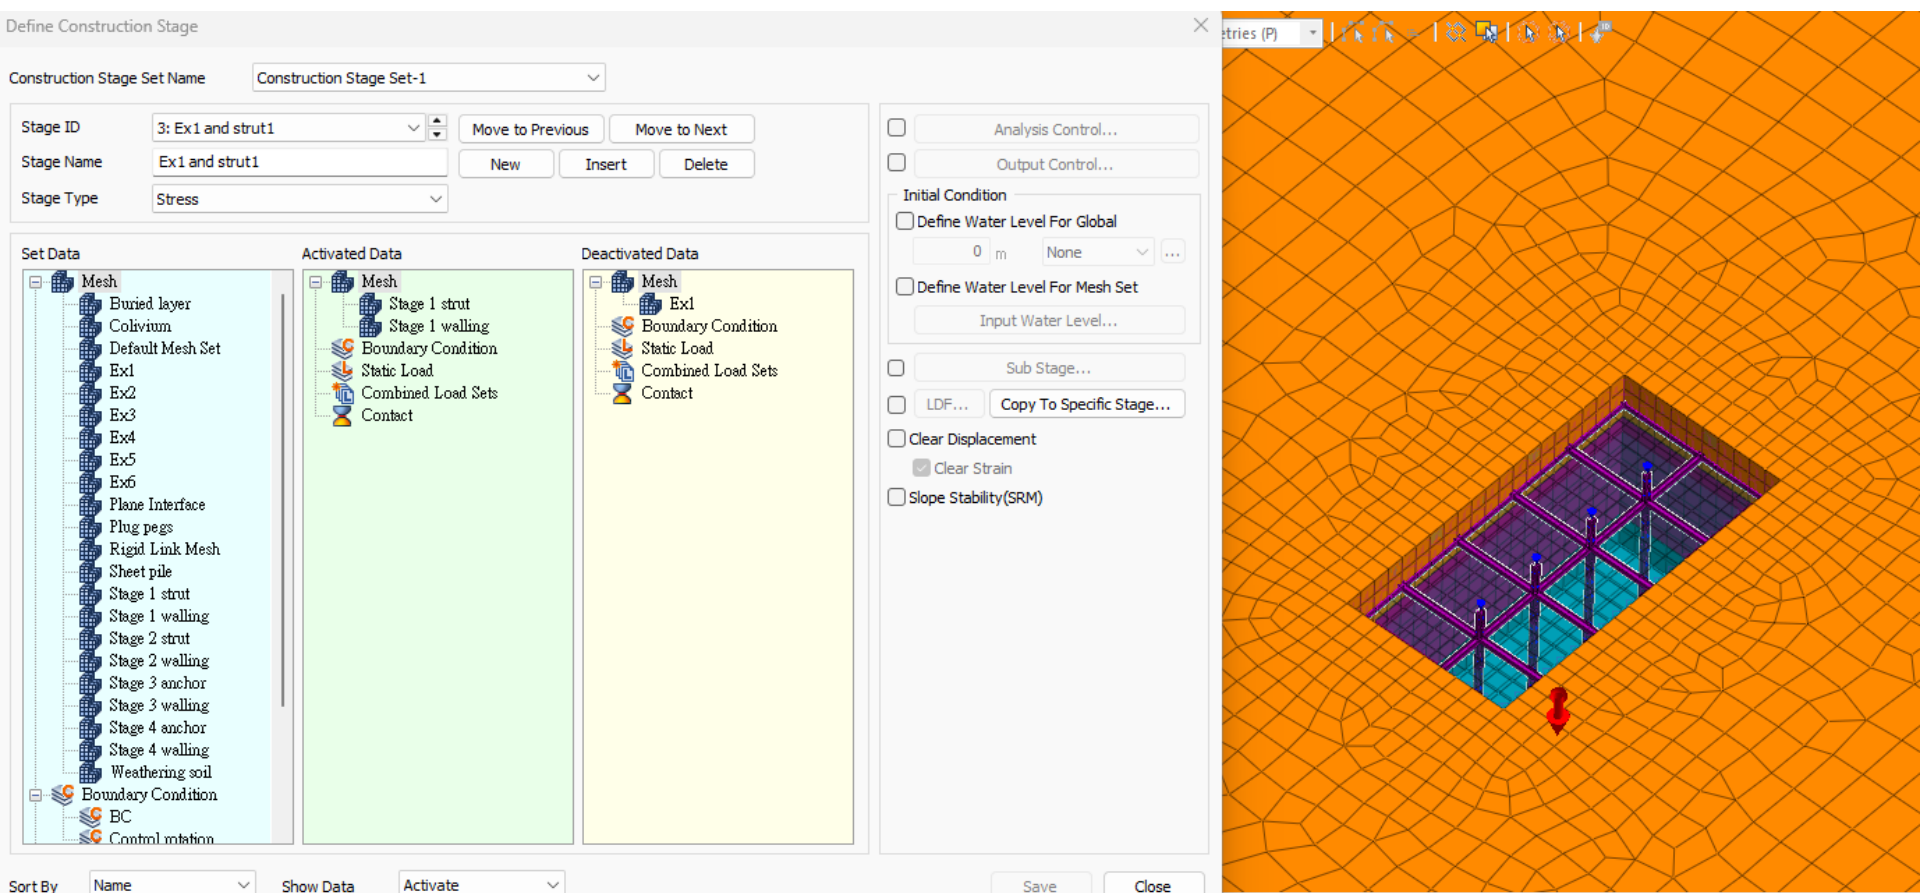 Define Construction Stage
Construction Stage Set Name
Construction Stage Set-1
Stage ID
3: Ex1 and strut1
Move to Previous
Move to Next
Stage Name
Ex1 and strut1
New
Insert
Delete
Stage Type
Stress
Set Data
Mesh
Buried layer
Colivium
Default Mesh Set
Ex1
Ex2
Ex3
Ex4
Ex5
Ex6
Plane Interface
Plug pegs
Rigid Link Mesh
Sheet pile
Stage 1 strut
Stage 1 walling
Stage 2 strut
Stage 2 walling
Stage 3 anchor
Stage 3 walling
Stage 4 anchor
Stage 4 walling
Weathering soil
Boundary Condition
BC
Control rotation
Activated Data
Mesh
Stage 1 strut
Stage 1 walling
Boundary Condition
Static Load
Combined Load Sets
Contact
Deactivated Data
Mesh
Ex1
Boundary Condition
Static Load
Combined Load Sets
Contact
Analysis Control...
Output Control...
Initial Condition
Define Water Level For Global
0 m
None
...
Define Water Level For Mesh Set
Input Water Level...
Sub Stage...
LDF...
Copy To Specific Stage...
Clear Displacement
Clear Strain
Slope Stability(SRM)
Sort By
Name
Show Data
Activate
Save
Close
etries (P)